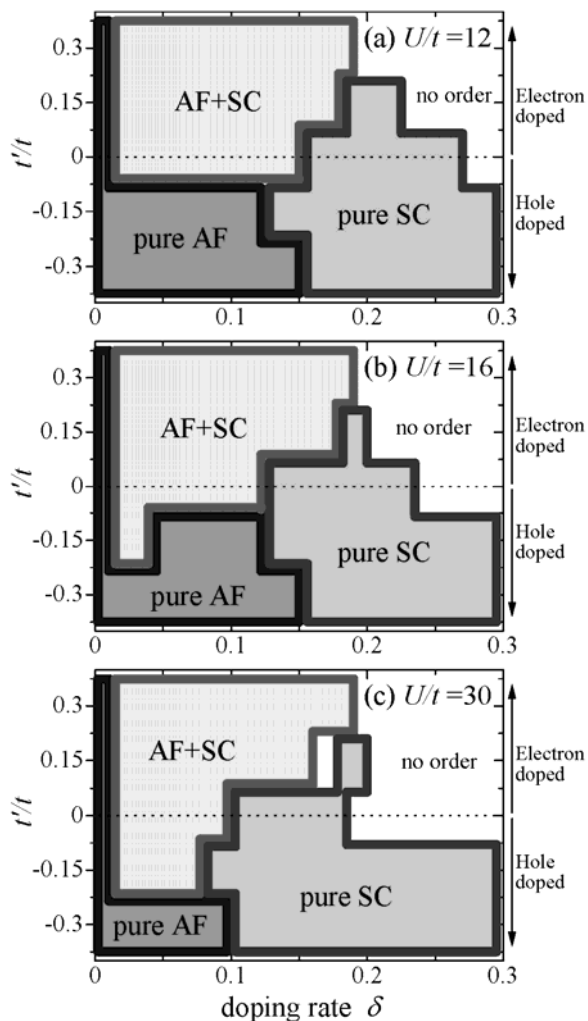 (a) U/t =12
0.3
0.15
0
-0.15
-0.3
t'/t
AF+SC
no order
pure AF
pure SC
Electron
doped
Hole
doped
0
0.1
0.2
0.3
(b) U/t =16
0.3
0.15
0
-0.15
-0.3
t'/t
AF+SC
no order
pure AF
pure SC
Electron
doped
Hole
doped
0
0.1
0.2
0.3
(c) U/t =30
0.3
0.15
0
-0.15
-0.3
t'/t
AF+SC
no order
pure AF
pure SC
Electron
doped
Hole
doped
0
0.1
0.2
0.3
doping rate δ